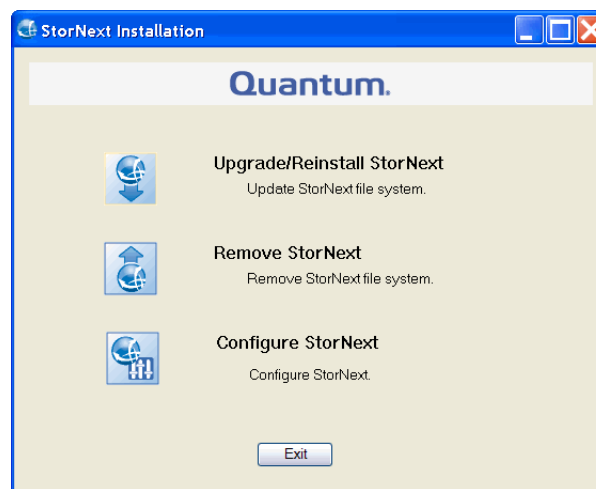 StorNext Installation
Quantum.
Upgrade/Reinstall StorNext
Update StorNext file system.
Remove StorNext
Remove StorNext file system.
Configure StorNext
Configure StorNext.
Exit